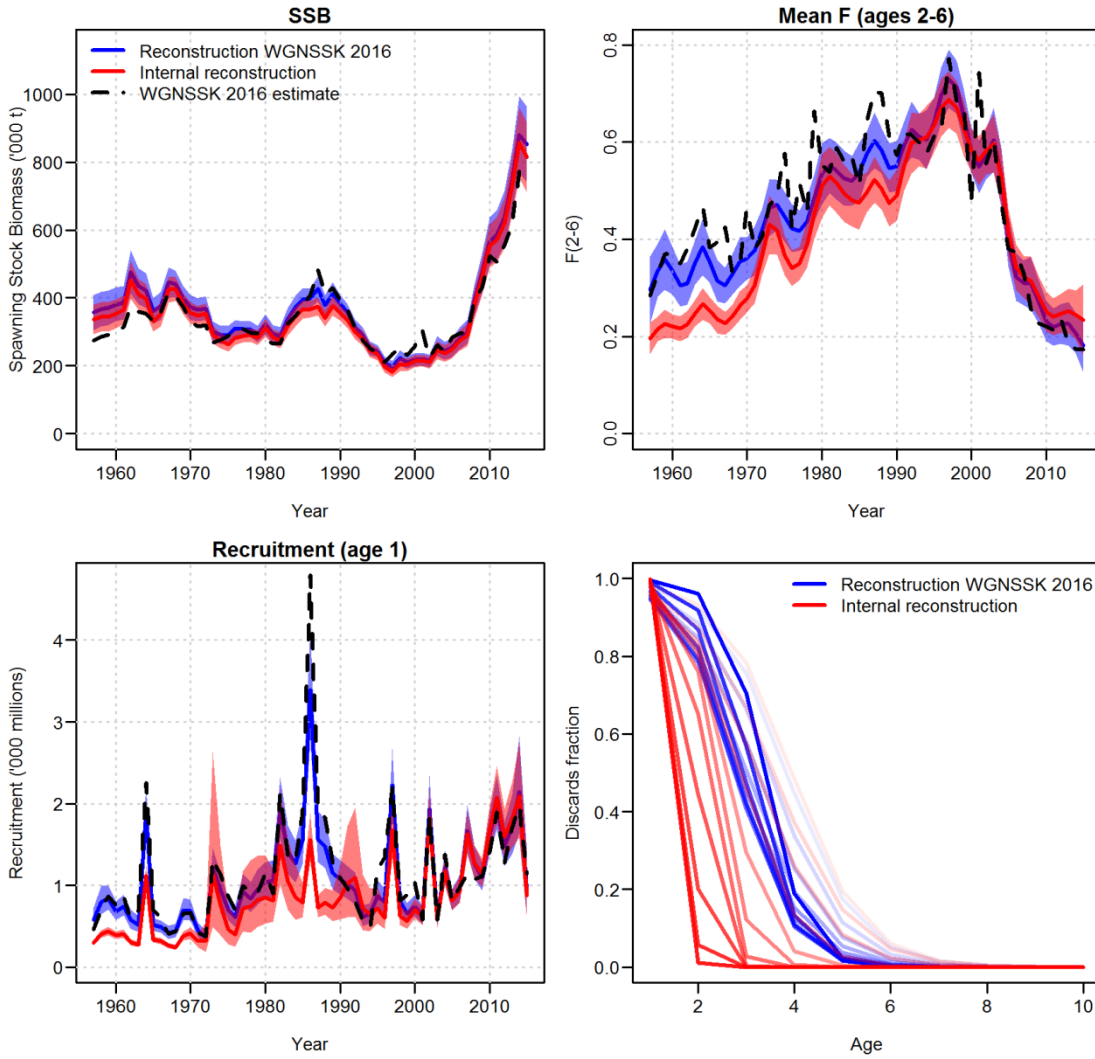 SSB
Reconstruction WGNSSK 2016
Internal reconstruction
WGNSSK 2016 estimate
Spawning Stock Biomass ('000 t)
0
200
400
600
800
1000
1960 1970 1980 1990 2000 2010
Year
Mean F (ages 2-6)
F(2-6)
0.0
0.2
0.4
0.6
0.8
1960 1970 1980 1990 2000 2010
Year
Recruitment (age 1)
Recruitment ('000 millions)
0
1
2
3
4
1960 1970 1980 1990 2000 2010
Year
Reconstruction WGNSSK 2016
Internal reconstruction
Discards fraction
0.0
0.2
0.4
0.6
0.8
1.0
2 4 6 8 10
Age